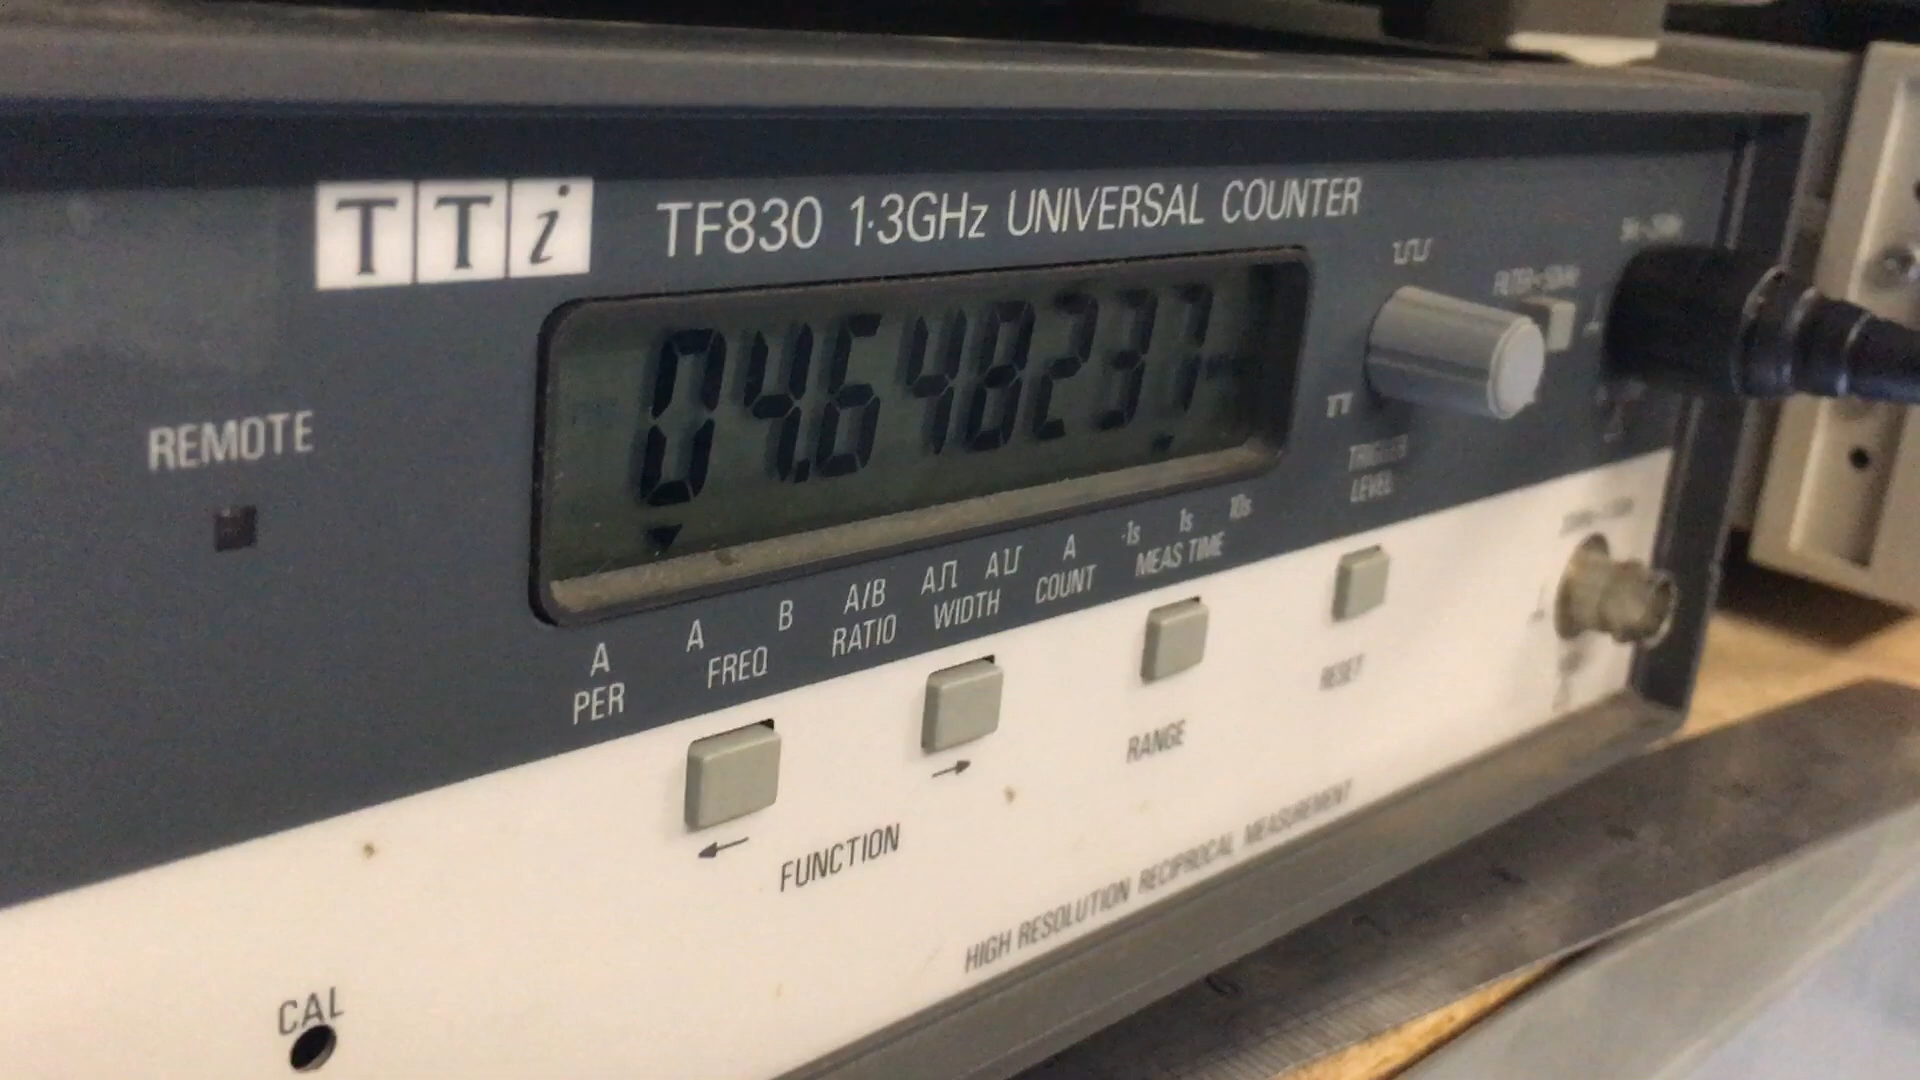 TTi
TF830 1·3GHz UNIVERSAL COUNTER
04.648237
REMOTE
A PER
A B FREQ
A/B RATIO
A A WIDTH
A COUNT
·1s 1s 10s
MEAS TIME
TRIGGER LEVEL
FUNCTION
RANGE
RESET
HIGH RESOLUTION RECIPROCAL MEASUREMENT
CAL